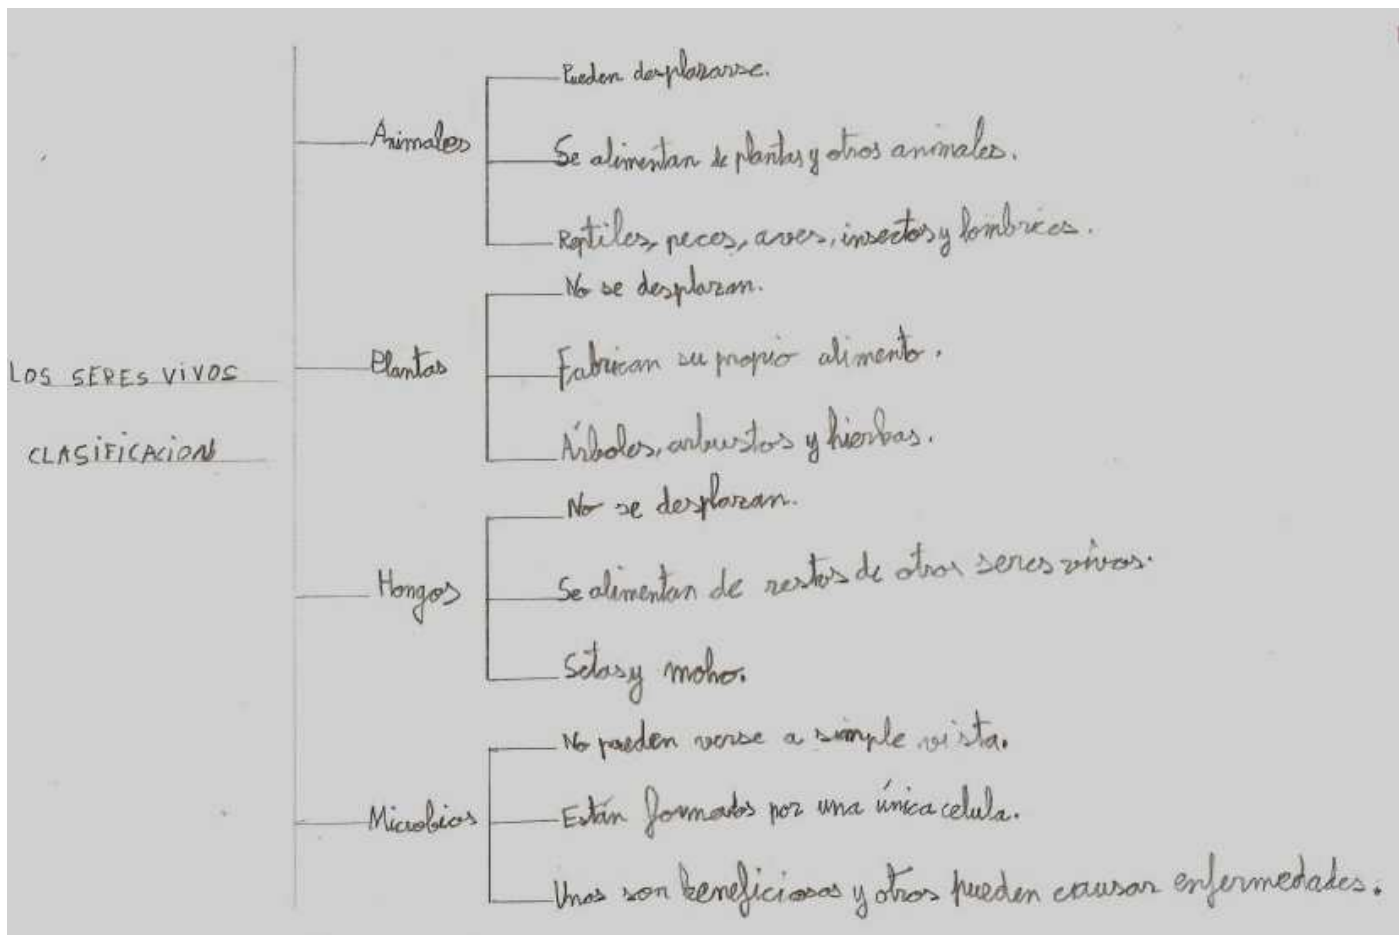 LOS SERES VIVOS
CLASIFICACION
Animales
Pueden desplazarse.
Se alimentan de plantas y otros animales.
Reptiles, peces, aves, insectos y lombrices.
Plantas
No se desplazan.
Fabrican su propio alimento.
Árboles, arbustos y hierbas.
Hongos
No se desplazan.
Se alimentan de restos de otros seres vivos.
Setas y moho.
Microbios
No pueden verse a simple vista.
Están formados por una única celula.
Unos son beneficiosos y otros pueden causar enfermedades.